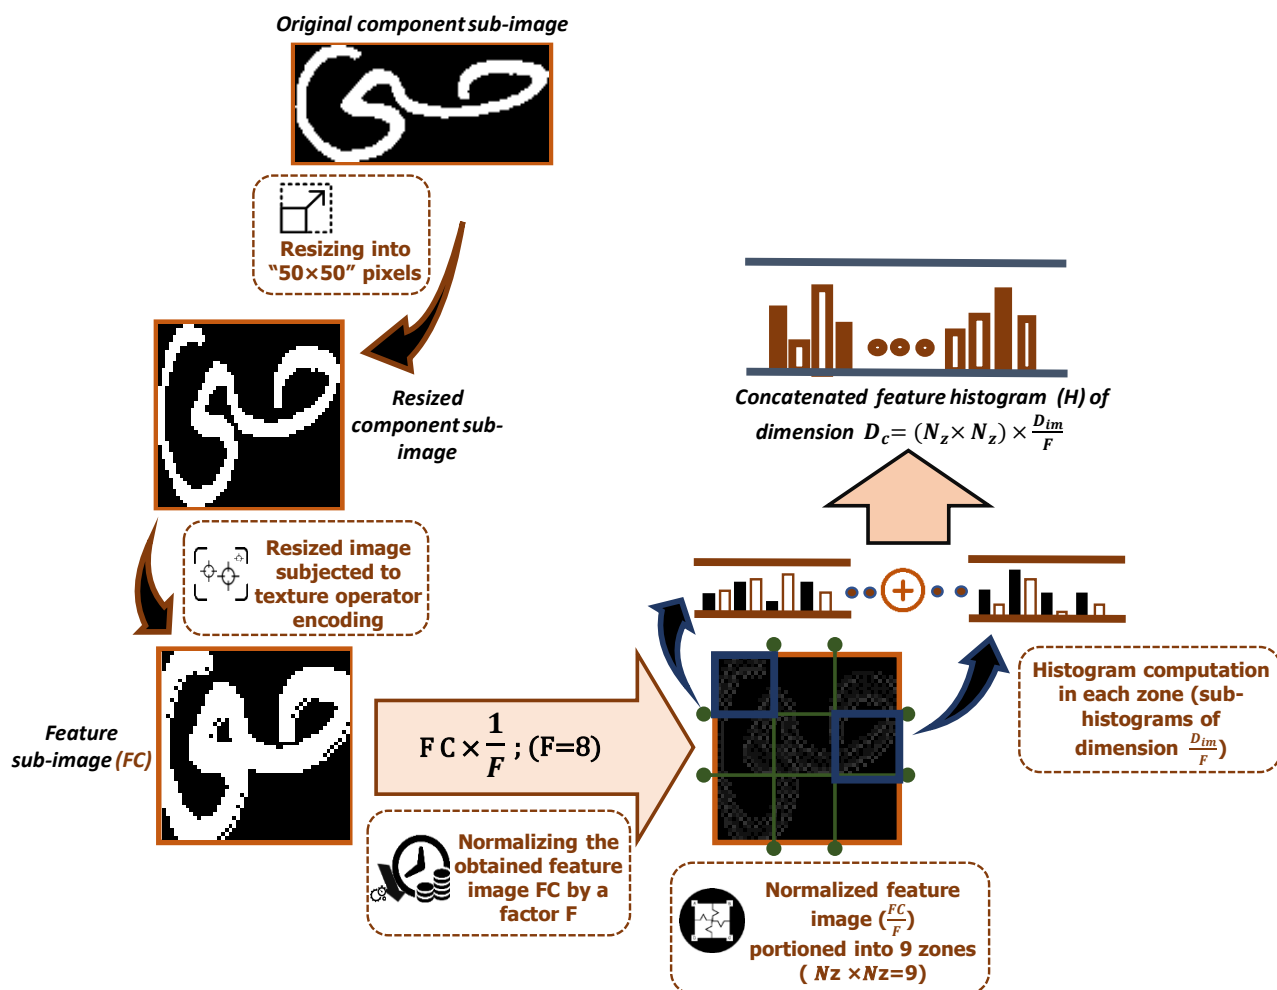 Original component sub-image
Resizing into
“50×50” pixels
Resized
component sub-
image
Resized image
subjected to
texture operator
encoding
Feature
sub-image (FC)
F C × 1/F ; (F=8)
Normalizing the
obtained feature
image FC by a
factor F
Normalized feature
image (FC/F)
portioned into 9 zones
( Nz ×Nz=9)
Histogram computation
in each zone (sub-
histograms of
dimension D_im/F)
Concatenated feature histogram (H) of
dimension D_c= (N_z× N_z) × D_im/F